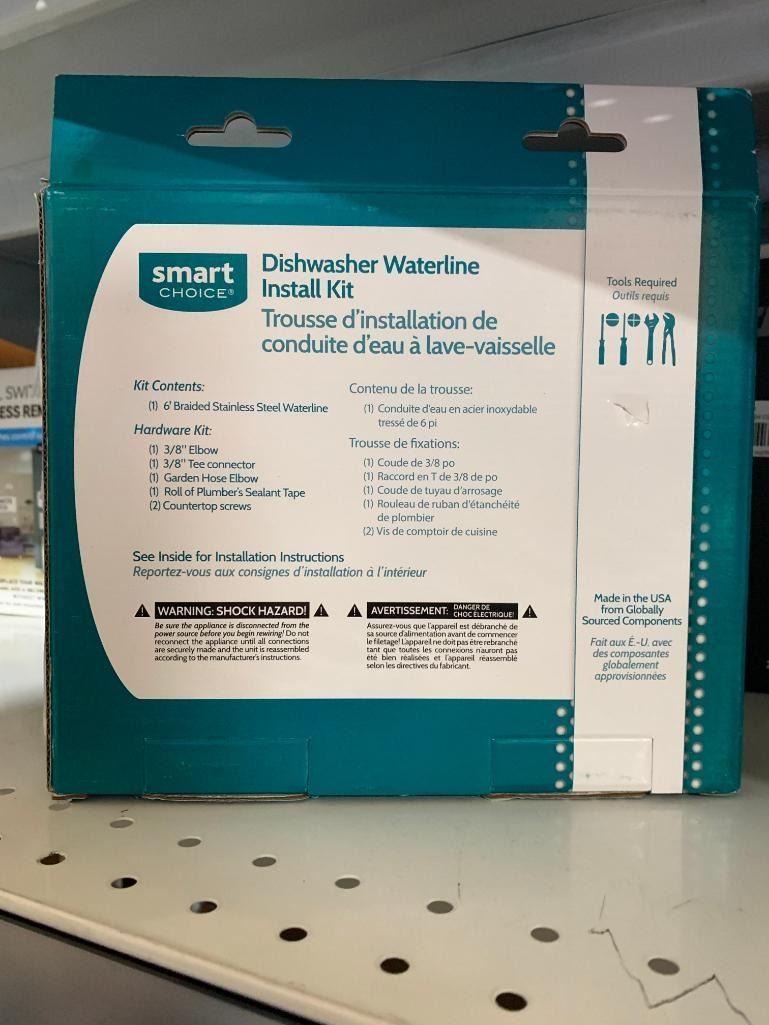 smart
CHOICE®
Dishwasher Waterline
Install Kit
Trousse d'installation de
conduite d'eau à lave-vaisselle
Kit Contents:
(1) 6' Braided Stainless Steel Waterline
Hardware Kit:
(1) 3/8" Elbow
(1) 3/8" Tee connector
(1) Garden Hose Elbow
(1) Roll of Plumber's Sealant Tape
(2) Countertop screws
Contenu de la trousse:
(1) Conduite d'eau en acier inoxydable
tressé de 6 pi
Trousse de fixations:
(1) Coude de 3/8 po
(1) Raccord en T de 3/8 de po
(1) Coude de tuyau d'arrosage
(1) Rouleau de ruban d'étanchéité
de plombier
(2) Vis de comptoir de cuisine
See Inside for Installation Instructions
Reportez-vous aux consignes d'installation à l'intérieur
WARNING: SHOCK HAZARD!
Be sure the appliance is disconnected from the
power source before you begin rewiring! Do not
reconnect the appliance until all connections
are securely made and the unit is reassembled
according to the manufacturer's instructions.
AVERTISSEMENT: DANGER DE
CHOC ÉLECTRIQUE!
Assurez-vous que l'appareil est débranché de
sa source d'alimentation avant de commencer
le filetage! L'appareil ne doit pas être rebranché
tant que toutes les connexions n'auront pas
été bien réalisées et l'appareil réassemblé
selon les directives du fabricant.
Tools Required
Outils requis
Made in the USA
from Globally
Sourced Components
Fait aux É.-U. avec
des composantes
globalement
approvisionnées